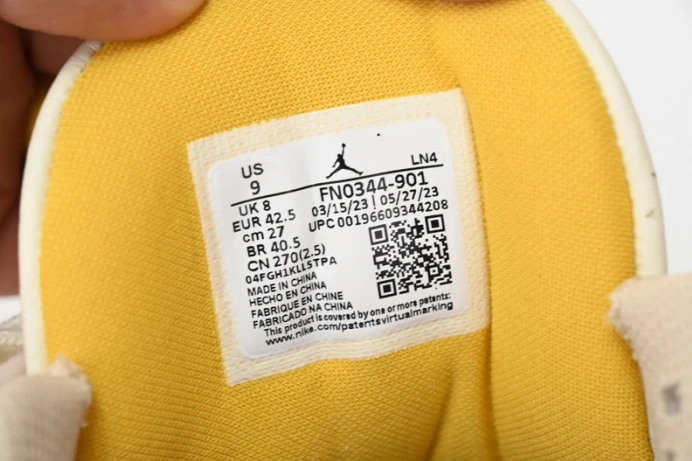 US
9
LN4
UK 8
EUR 42.5
cm 27
BR 40.5
CN 270(2.5)
04FGH1KLL5TPA
FN0344-901
03/15/23 | 05/27/23
UPC 00196609344208
MADE IN CHINA
HECHO EN CHINA
FABRIQUE EN CHINE
FABRICADO NA CHINA
This product is covered by one or more patents:
www.nike.com/patentsvirtualmarking